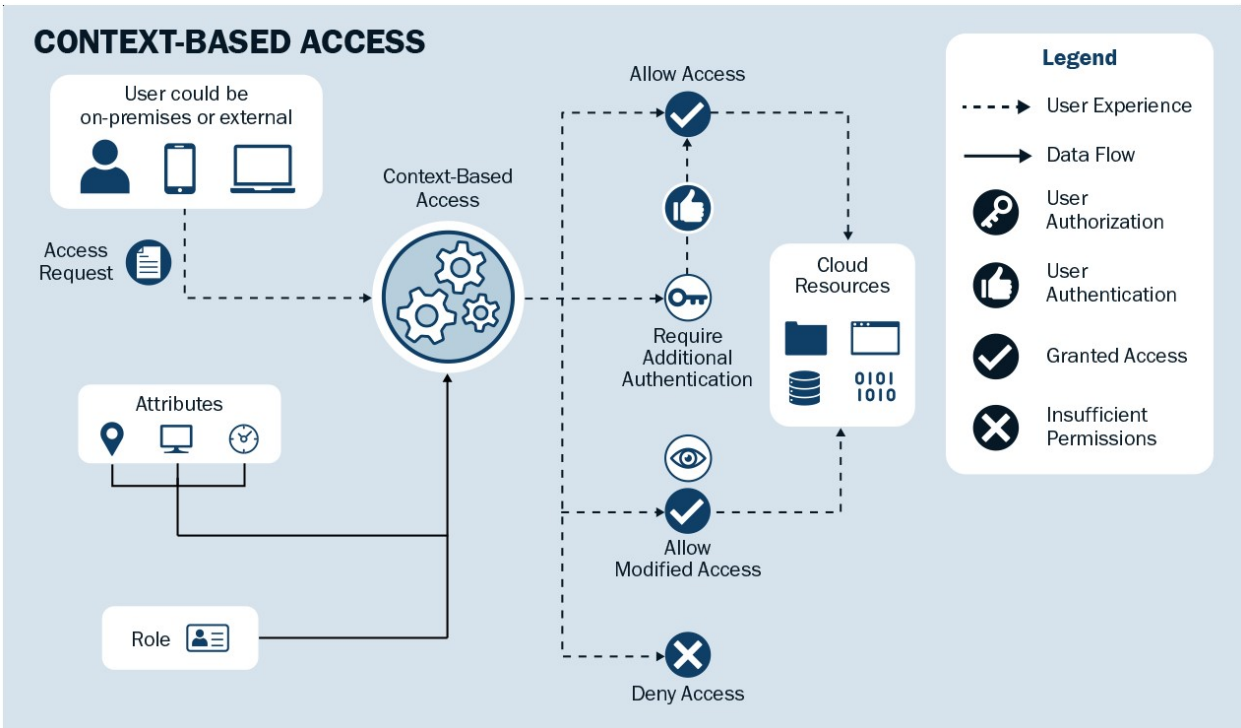 CONTEXT-BASED ACCESS
User could be
on-premises or external
Access
Request
Context-Based
Access
Attributes
Role
Allow Access
Require
Additional
Authentication
Allow
Modified Access
Deny Access
Cloud
Resources
0101
1010
Legend
User Experience
Data Flow
User
Authorization
User
Authentication
Granted Access
Insufficient
Permissions